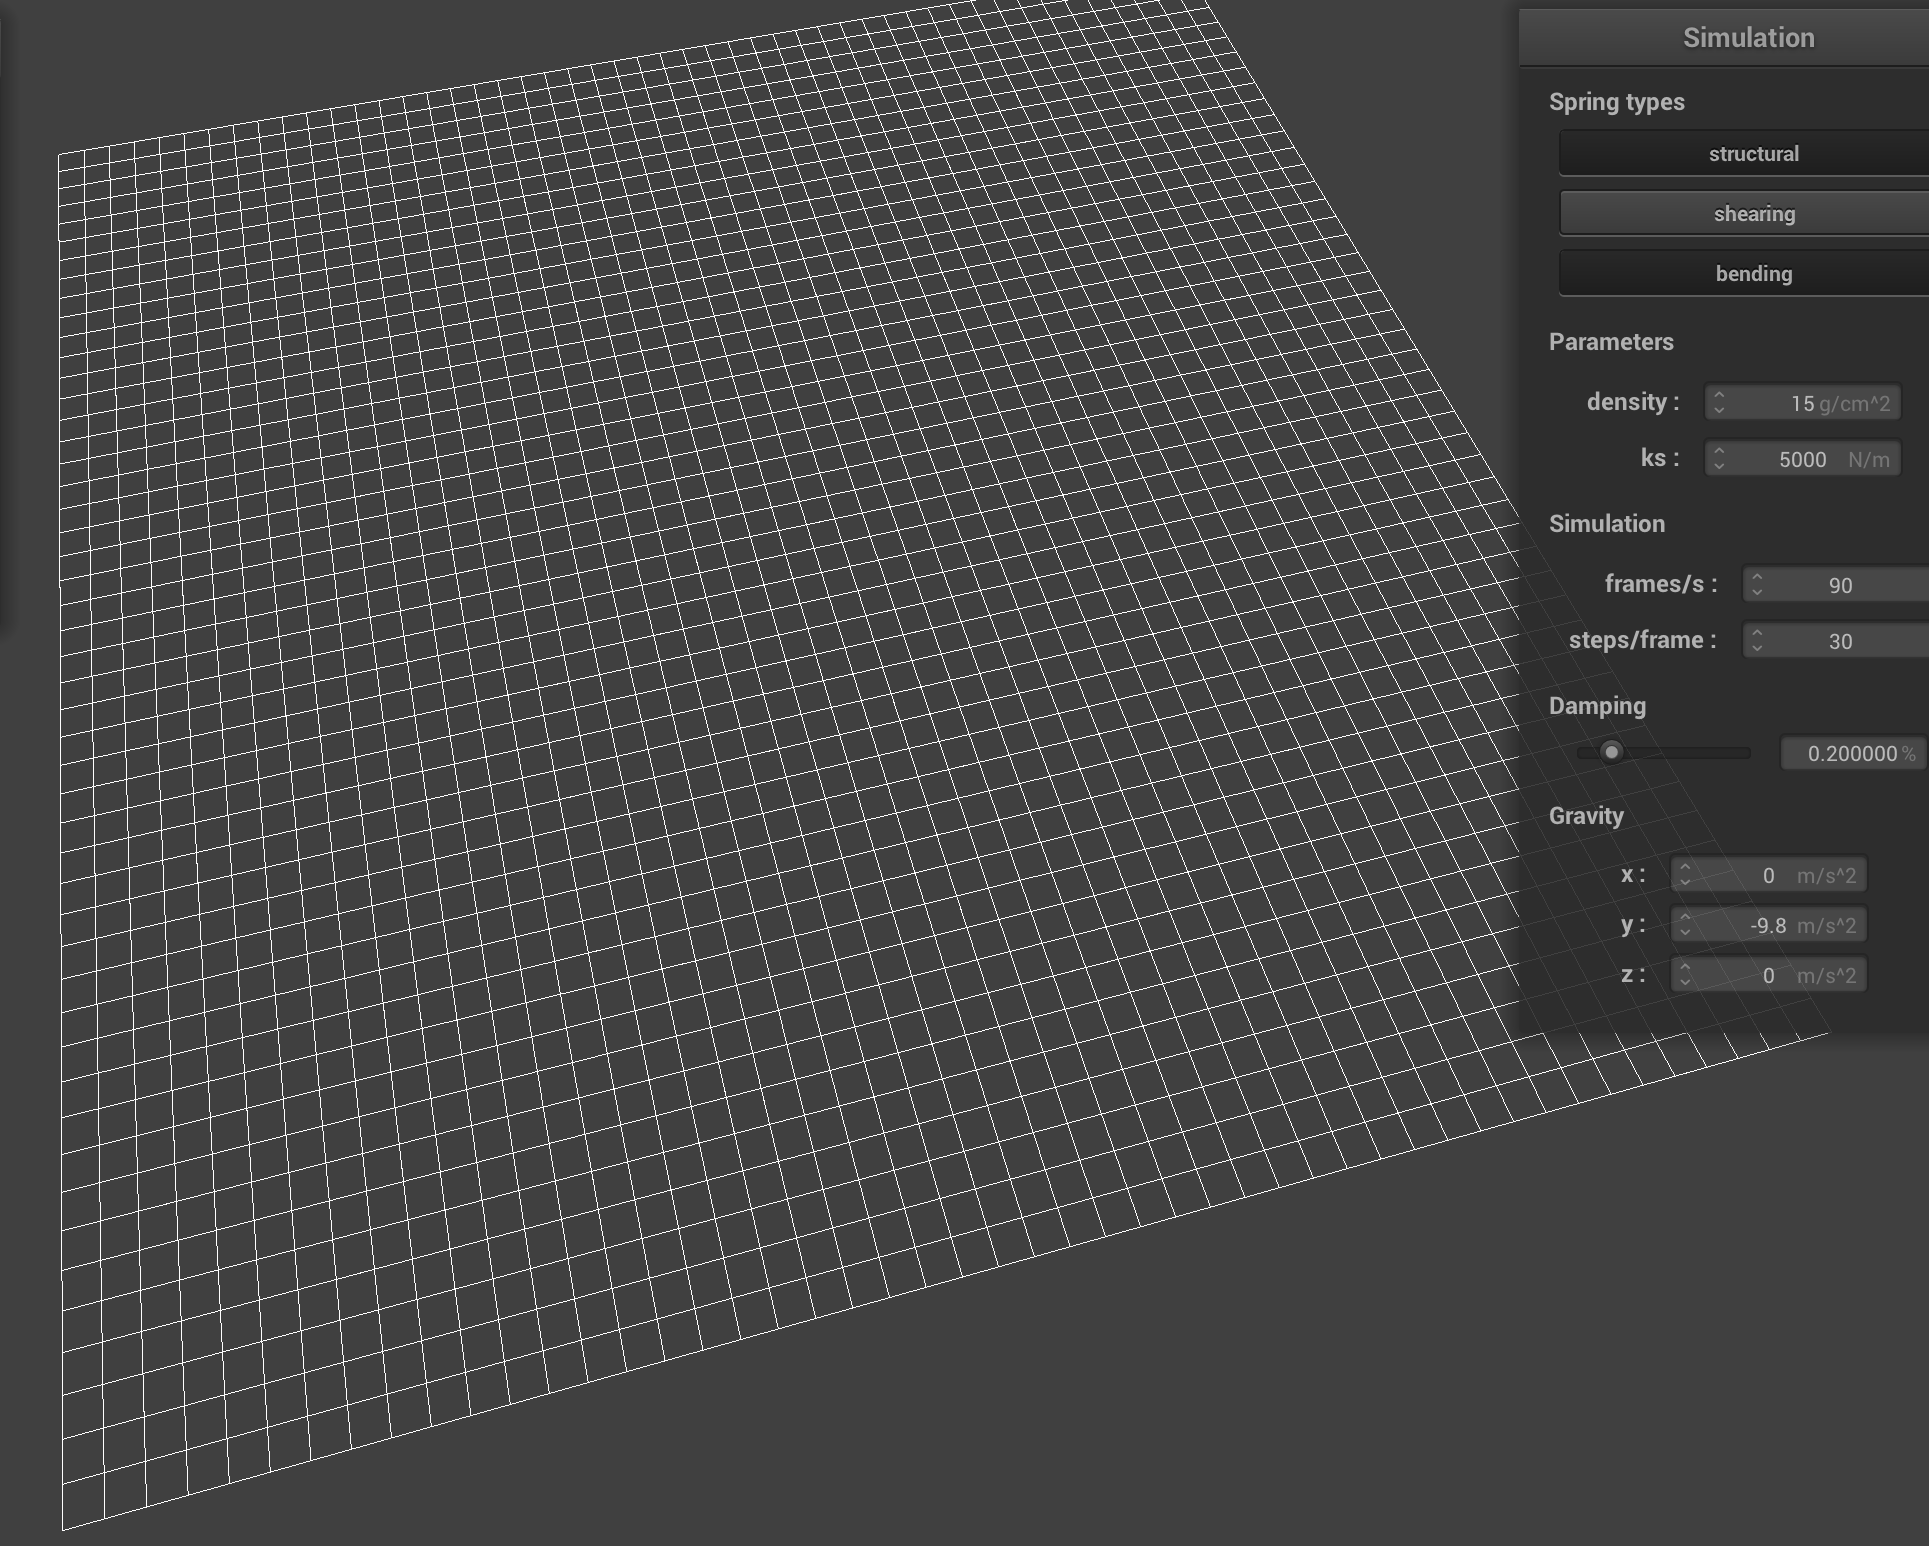 Simulation
Spring types
structural
shearing
bending
Parameters
density : 15 g/cm^2
ks : 5000 N/m
Simulation
frames/s : 90
steps/frame : 30
Damping
0.200000 %
Gravity
x : 0 m/s^2
y : -9.8 m/s^2
z : 0 m/s^2